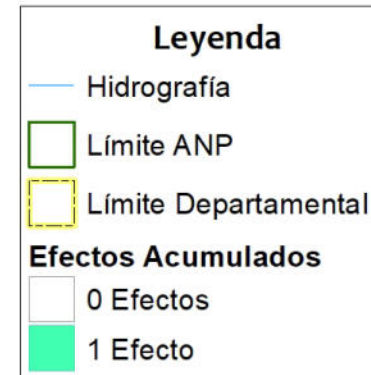 Leyenda
Hidrografía
Límite ANP
Límite Departamental
Efectos Acumulados
0 Efectos
1 Efecto